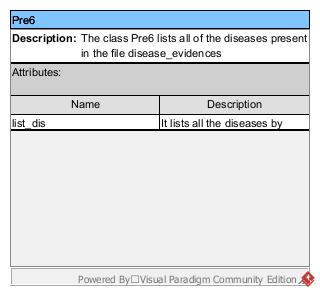 Pre6
Description: The class Pre6 lists all of the diseases present
in the file disease_evidences
Attributes:
Name Description
list_dis It lists all the diseases by
Powered By□Visual Paradigm Community Edition